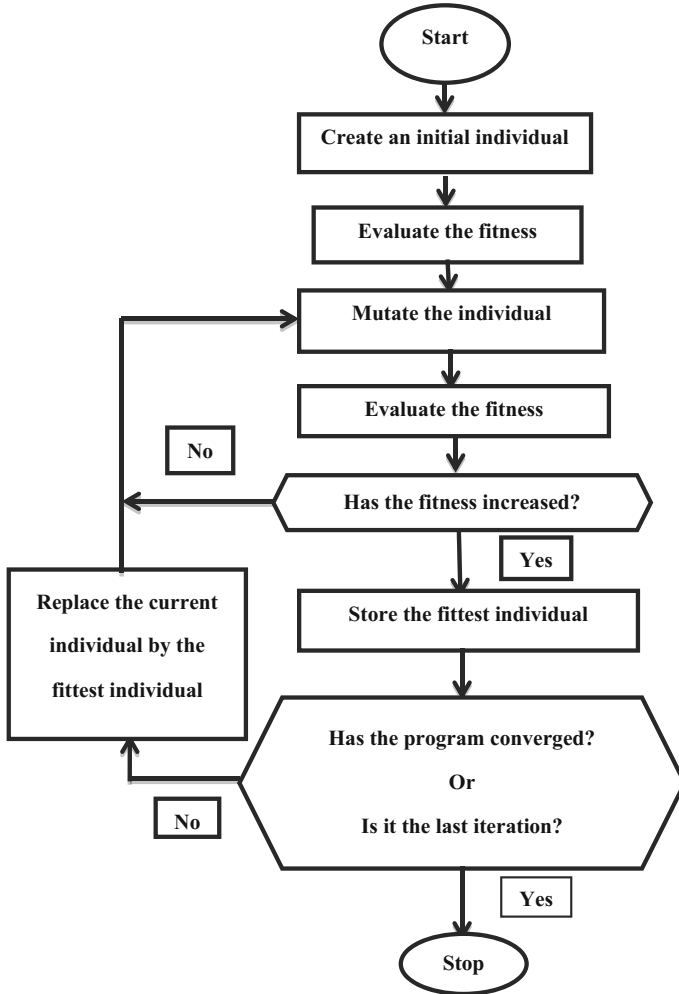 Start
Create an initial individual
Evaluate the fitness
Mutate the individual
Evaluate the fitness
No
Has the fitness increased?
Yes
Replace the current
individual by the
fittest individual
Store the fittest individual
Has the program converged?
Or
Is it the last iteration?
No
Yes
Stop